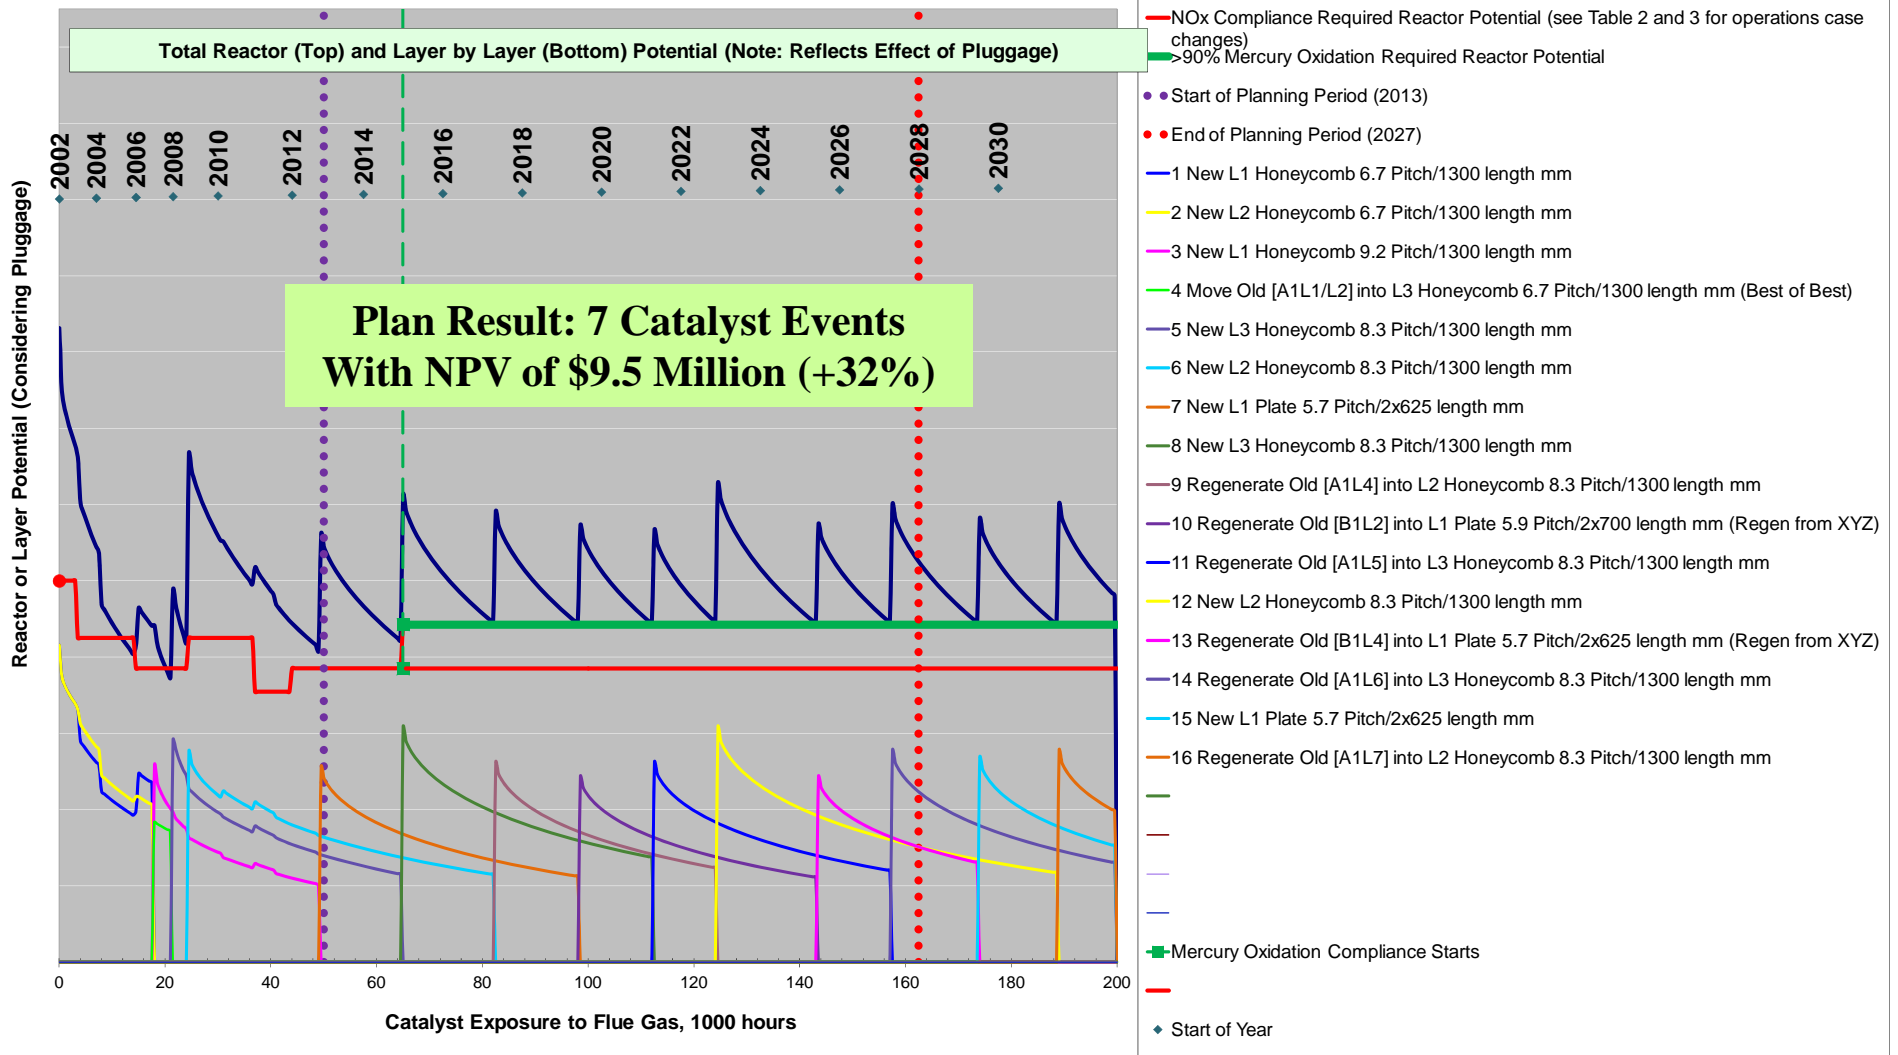 Total Reactor (Top) and Layer by Layer (Bottom) Potential (Note: Reflects Effect of Pluggage)
2002
2004
2006
2008
2010
2012
2014
2016
2018
2020
2022
2024
2026
2028
2030
Reactor or Layer Potential (Considering Pluggage)
Plan Result: 7 Catalyst Events
With NPV of $9.5 Million (+32%)
0
20
40
60
80
100
120
140
160
180
200
Catalyst Exposure to Flue Gas, 1000 hours
NOx Compliance Required Reactor Potential (see Table 2 and 3 for operations case
changes)
>90% Mercury Oxidation Required Reactor Potential
Start of Planning Period (2013)
End of Planning Period (2027)
1 New L1 Honeycomb 6.7 Pitch/1300 length mm
2 New L2 Honeycomb 6.7 Pitch/1300 length mm
3 New L1 Honeycomb 9.2 Pitch/1300 length mm
4 Move Old [A1L1/L2] into L3 Honeycomb 6.7 Pitch/1300 length mm (Best of Best)
5 New L3 Honeycomb 8.3 Pitch/1300 length mm
6 New L2 Honeycomb 8.3 Pitch/1300 length mm
7 New L1 Plate 5.7 Pitch/2x625 length mm
8 New L3 Honeycomb 8.3 Pitch/1300 length mm
9 Regenerate Old [A1L4] into L2 Honeycomb 8.3 Pitch/1300 length mm
10 Regenerate Old [B1L2] into L1 Plate 5.9 Pitch/2x700 length mm (Regen from XYZ)
11 Regenerate Old [A1L5] into L3 Honeycomb 8.3 Pitch/1300 length mm
12 New L2 Honeycomb 8.3 Pitch/1300 length mm
13 Regenerate Old [B1L4] into L1 Plate 5.7 Pitch/2x625 length mm (Regen from XYZ)
14 Regenerate Old [A1L6] into L3 Honeycomb 8.3 Pitch/1300 length mm
15 New L1 Plate 5.7 Pitch/2x625 length mm
16 Regenerate Old [A1L7] into L2 Honeycomb 8.3 Pitch/1300 length mm
Mercury Oxidation Compliance Starts
Start of Year